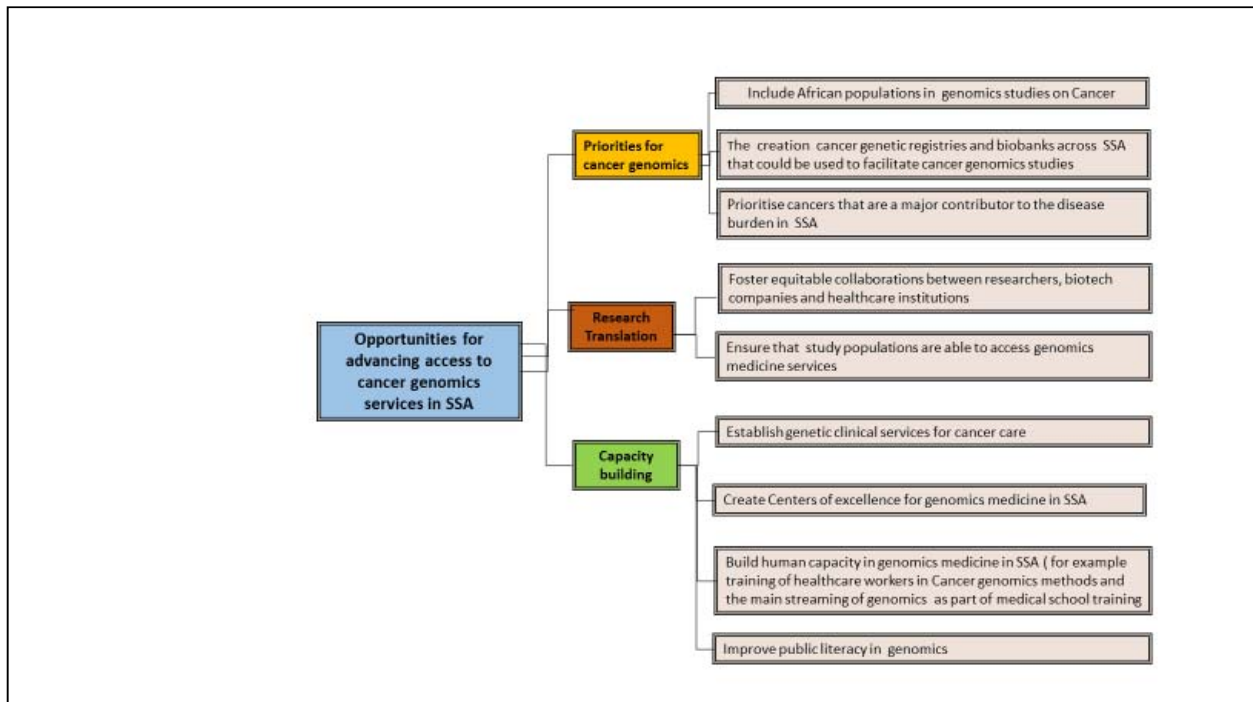 Opportunities for
advancing access to
cancer genomics
services in SSA
Priorities for
cancer genomics
Include African populations in genomics studies on Cancer
The creation cancer genetic registries and biobanks across SSA
that could be used to facilitate cancer genomics studies
Prioritise cancers that are a major contributor to the disease
burden in SSA
Research
Translation
Foster equitable collaborations between researchers, biotech
companies and healthcare institutions
Ensure that study populations are able to access genomics
medicine services
Capacity
building
Establish genetic clinical services for cancer care
Create Centers of excellence for genomics medicine in SSA
Build human capacity in genomics medicine in SSA ( for example
training of healthcare workers in Cancer genomics methods and
the main streaming of genomics as part of medical school training
Improve public literacy in genomics